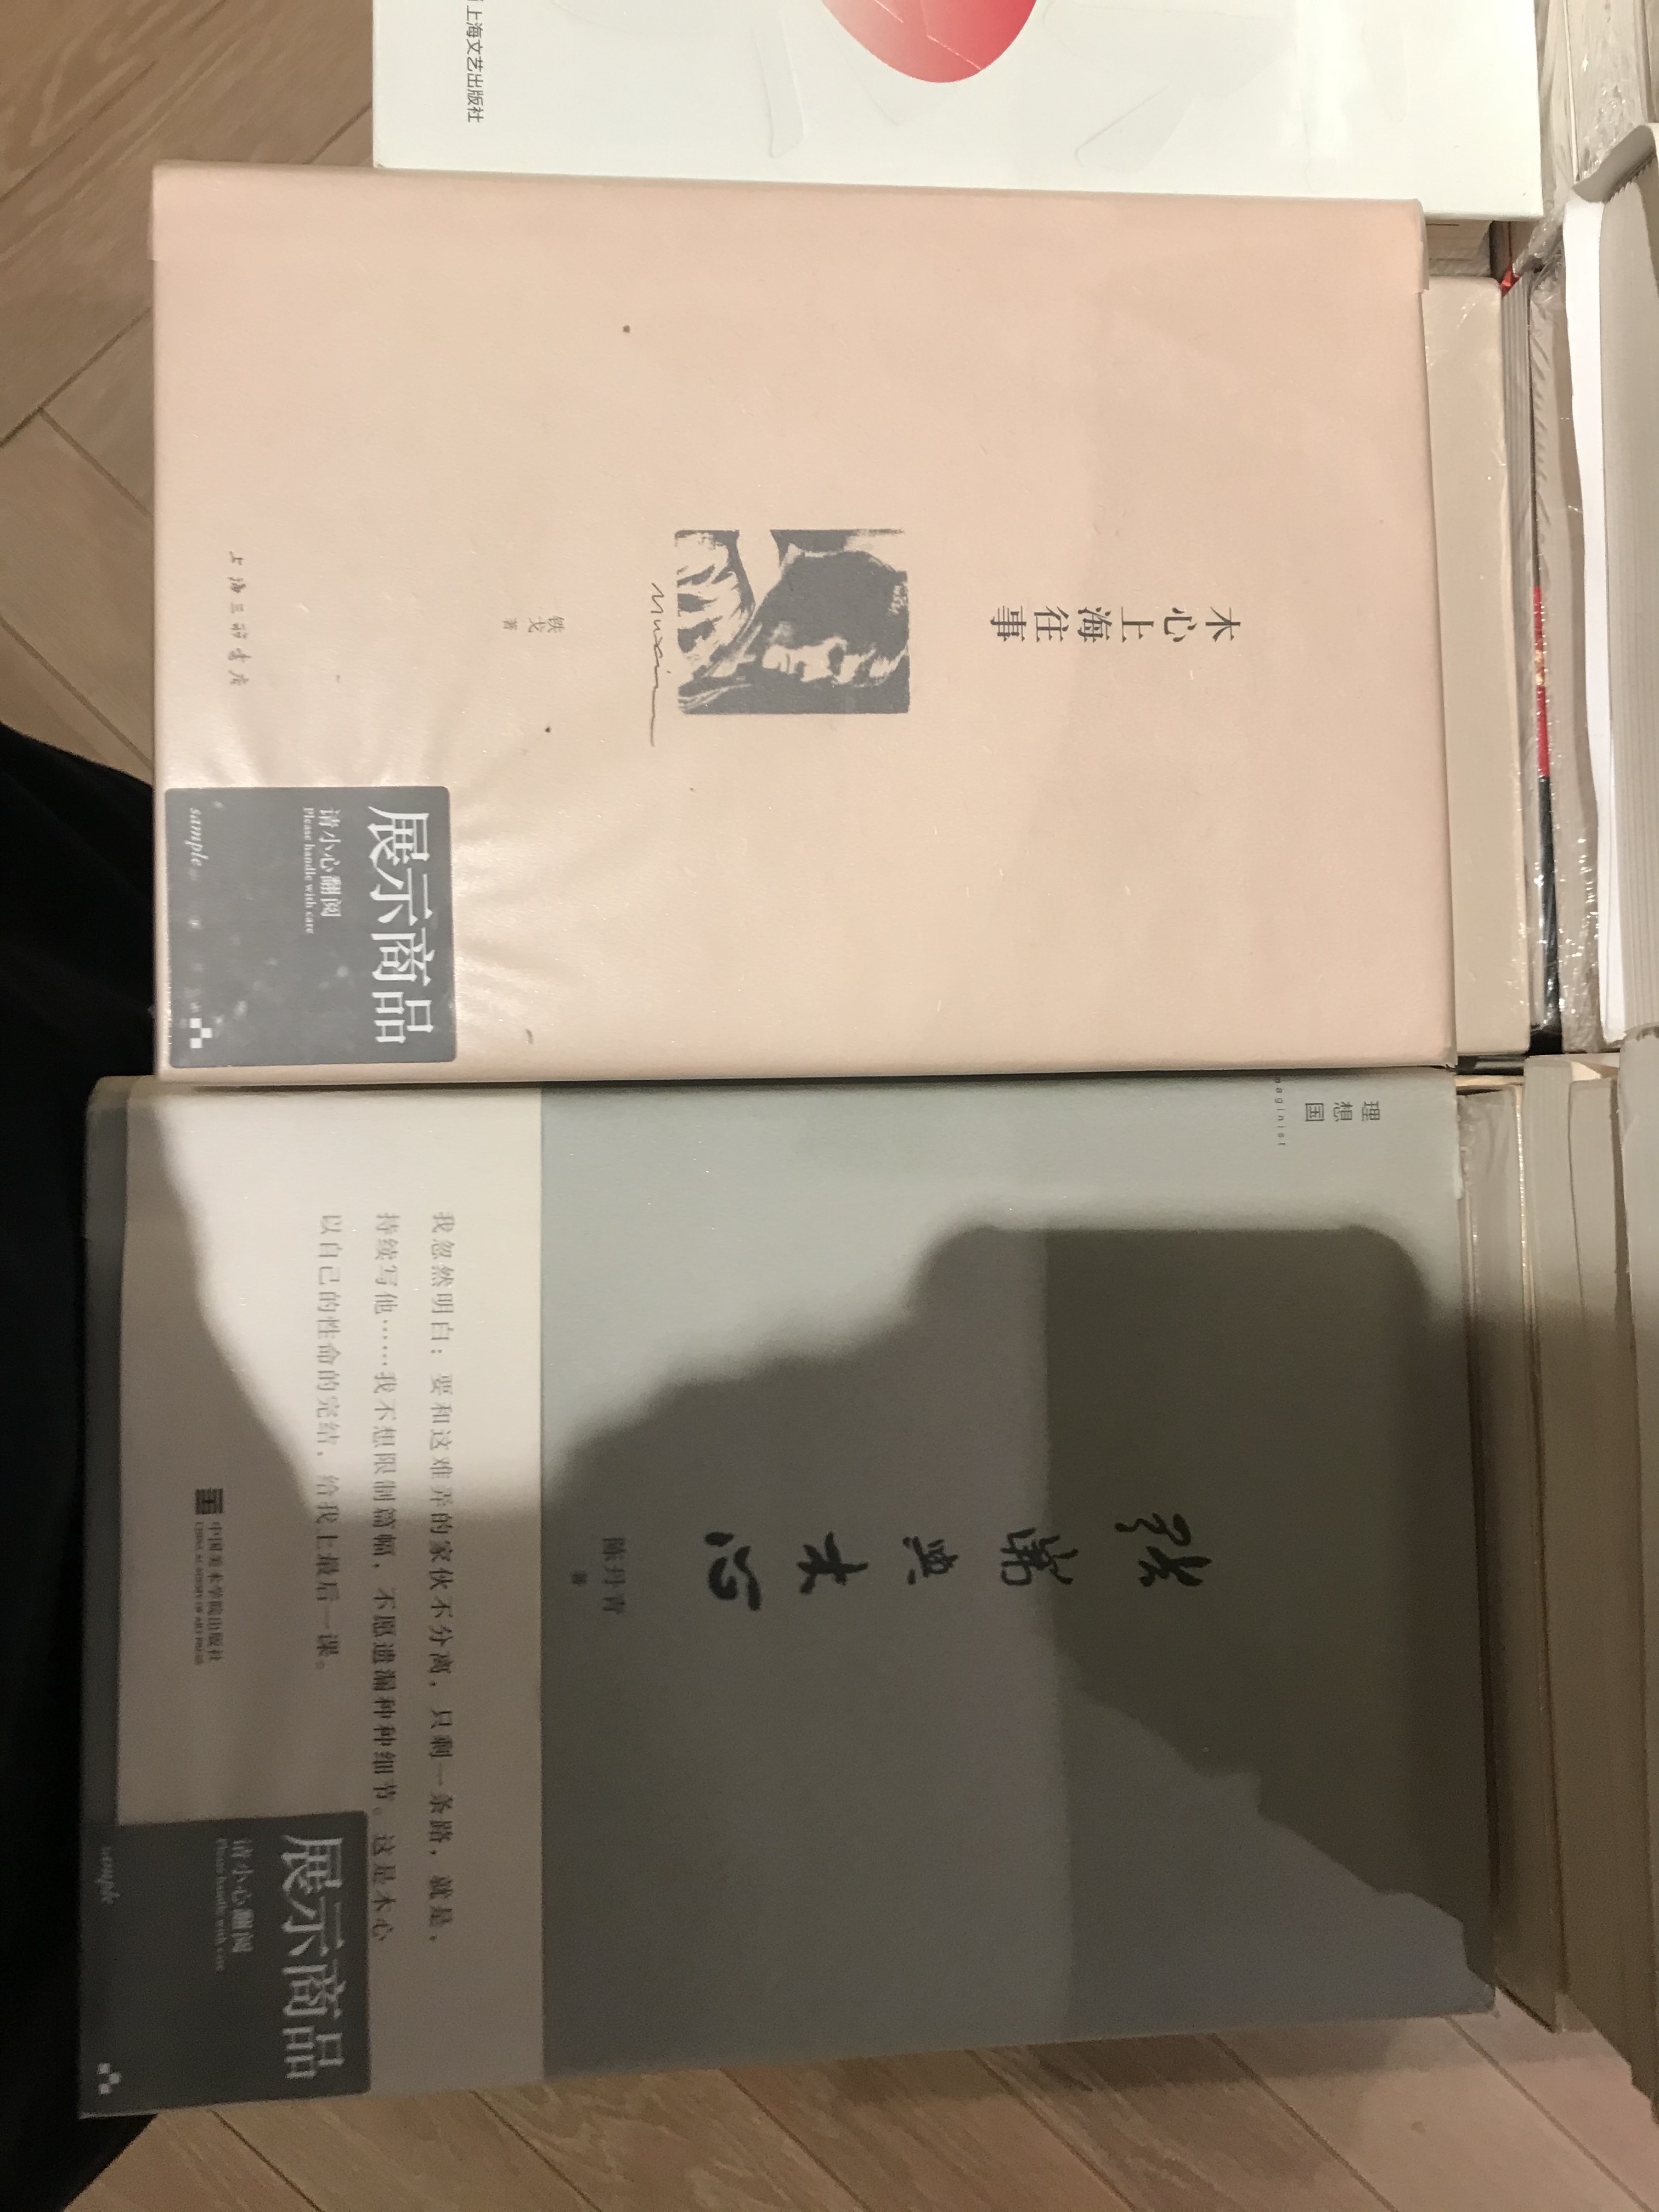 上海文艺出版社
木心上海往事
muxin
铁戈
著
上海三联书店
展示商品
请小心翻阅
Please handle with care
sample
理想国
imaginist
张岪与木心
陈丹青
著
我忽然明白：要和这难弄的家伙不分离，只剩一条路，就是，
持续写他……我不想限制篇幅，不愿遗漏种种细节。这是木心
以自己的性命的完结，给我上最后一课。
中国美术学院出版社
CHINA ACADEMY OF ART PRESS
展示商品
请小心翻阅
Please handle with care
sample